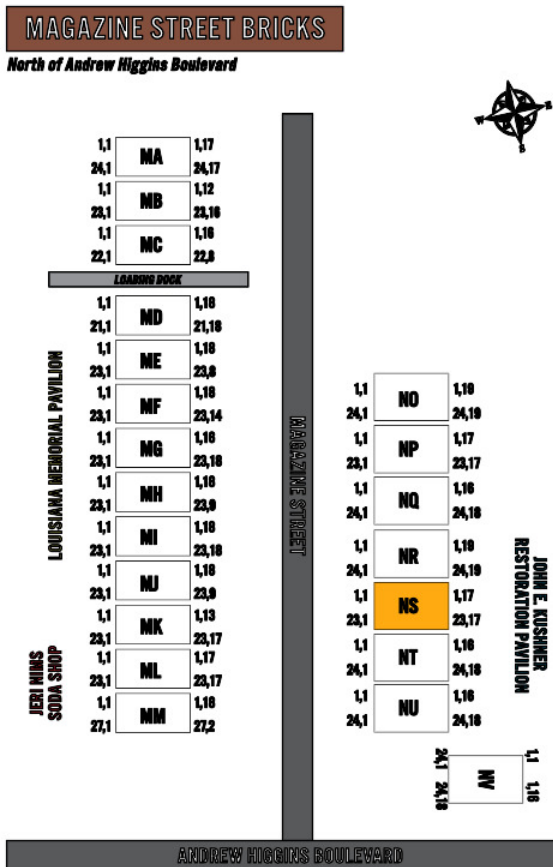 MAGAZINE STREET BRICKS
North of Andrew Higgins Boulevard
N
W E
S
1,1 MA 1,17
24,1 24,17
1,1 MB 1,12
23,1 23,16
1,1 MC 1,16
22,1 22,8
LOADING DOCK
1,1 MD 1,18
21,1 21,18
1,1 ME 1,18
23,1 23,8
1,1 MF 1,18
23,1 23,14
1,1 MG 1,16
23,1 23,18
1,1 MH 1,18
23,1 23,9
1,1 MI 1,18
23,1 23,18
1,1 MJ 1,18
23,1 23,9
1,1 MK 1,13
23,1 23,17
1,1 ML 1,17
23,1 23,17
1,1 MM 1,18
27,1 27,2
LOUISIANA MEMORIAL PAVILION
JERI NIMS
SODA SHOP
MAGAZINE STREET
1,1 NO 1,19
24,1 24,19
1,1 NP 1,17
23,1 23,17
1,1 NQ 1,16
24,1 24,18
1,1 NR 1,19
24,1 24,19
1,1 NS 1,17
23,1 23,17
1,1 NT 1,16
24,1 24,18
1,1 NU 1,16
24,1 24,18
JOHN E. KUSHNER
RESTORATION PAVILION
1,1 NV 1,16
24,1 24,18
ANDREW HIGGINS BOULEVARD